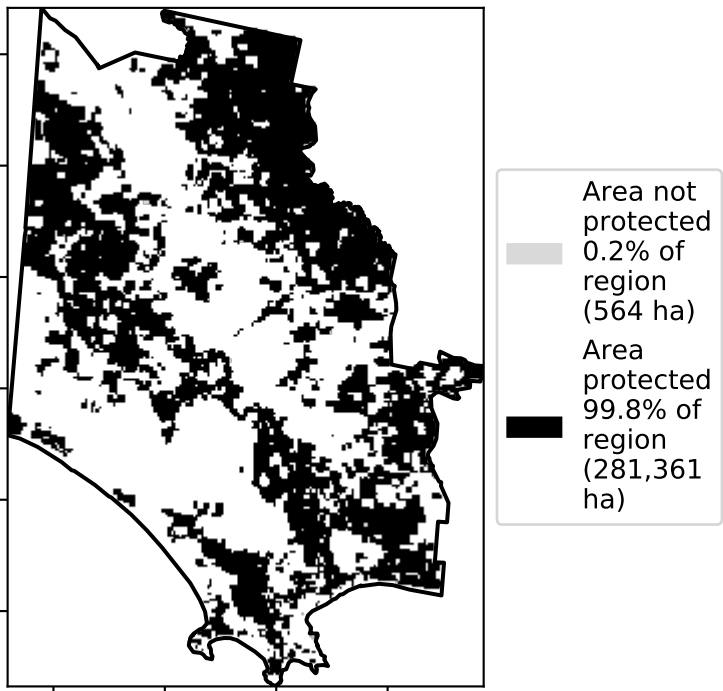 Area not
protected
0.2% of
region
(564 ha)
Area
protected
99.8% of
region
(281,361
ha)